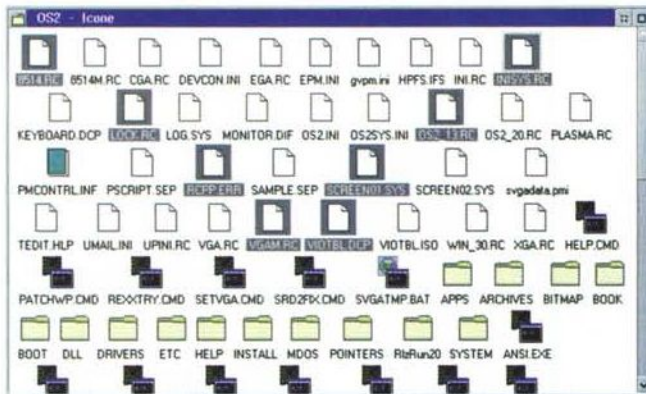 OS2 - Icone
8514.RC 8514M.RC CGA.RC DEVCON.INI EGA.RC EPM.INI gvpm.ini HPFS.IFS INI.RC INISYS.RC
KEYBOARD.DCP LOCK.RC LOG.SYS MONITOR.DIF OS2.INI OS2SYS.INI OS2_13.RC OS2_20.RC PLASMA.RC
PMCONTRL.INF PSCRIPT.SEP RCPP.ERR SAMPLE.SEP SCREEN01.SYS SCREEN02.SYS svgadata.pmi
TEDIT.HLP UMAIL.INI UPINI.RC VGA.RC VGAM.RC VIOTBL.DCP VIOTBL.ISO WIN_30.RC XGA.RC HELP.CMD
PATCHWP.CMD REXXTRY.CMD SETVGA.CMD SRD2FIX.CMD SVGATMP.BAT APPS ARCHIVES BITMAP BOOK
BOOT DLL DRIVERS ETC HELP INSTALL MDOS POINTERS RIzRun20 SYSTEM ANSI.EXE